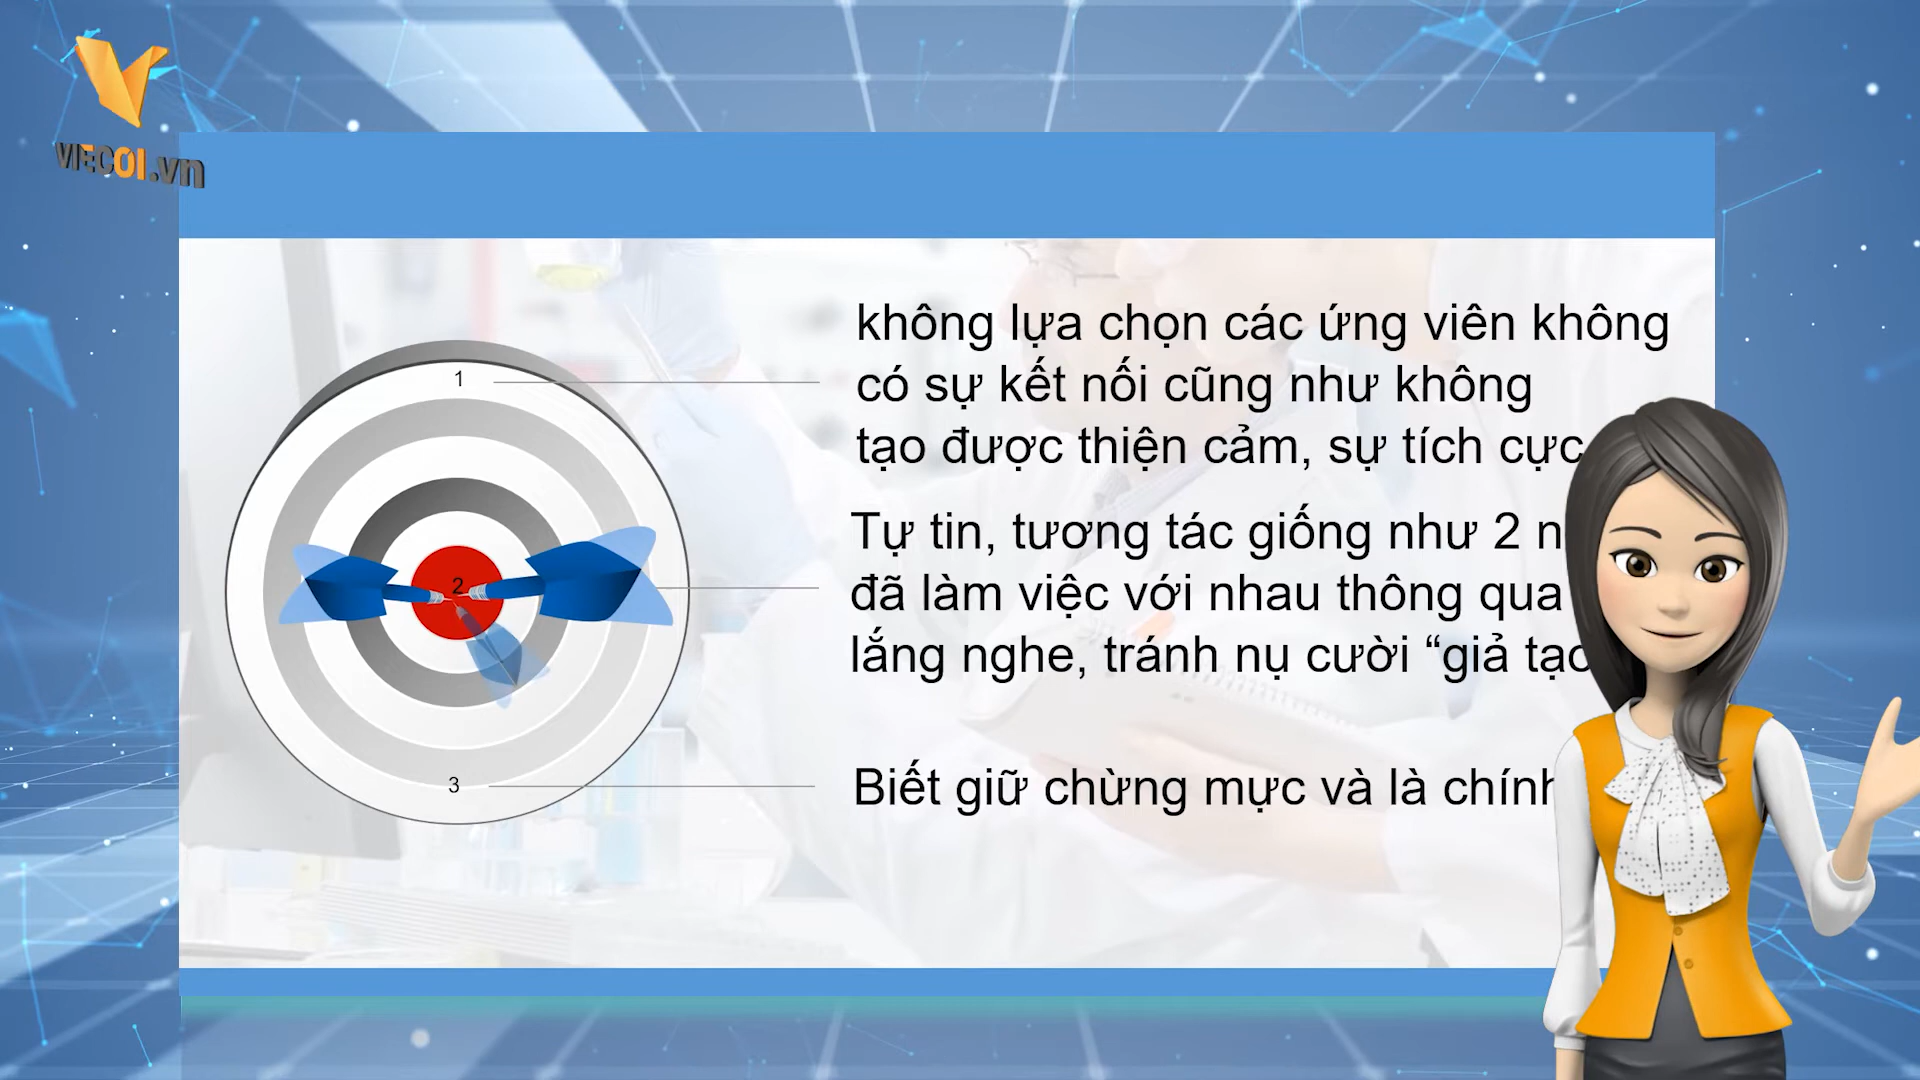 VIECOI.vn
1
không lựa chọn các ứng viên không
có sự kết nối cũng như không
tạo được thiện cảm, sự tích cực
2
Tự tin, tương tác giống như 2
đã làm việc với nhau thông qua
lắng nghe, tránh nụ cười “giả tạo
3
Biết giữ chừng mực và là chính